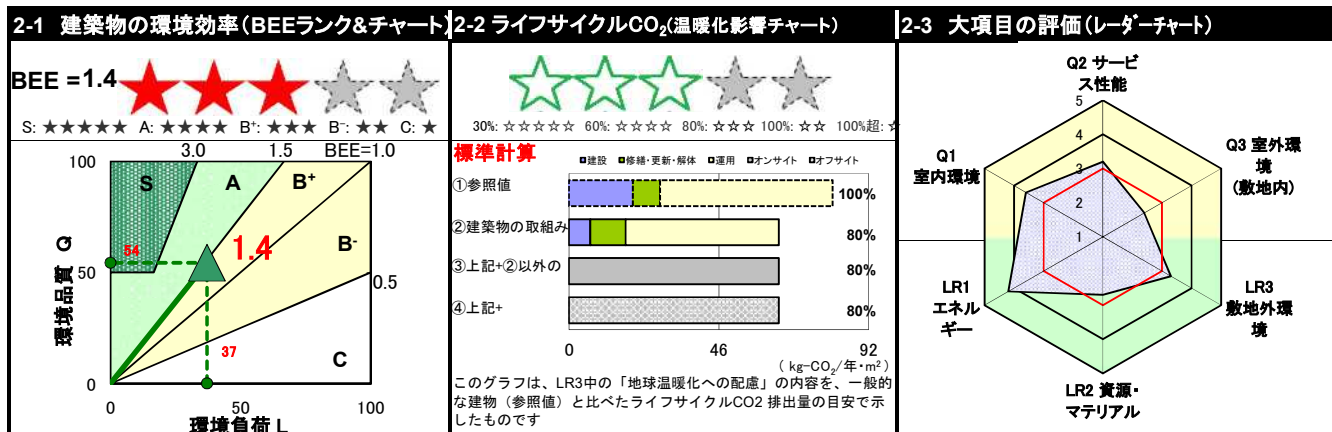 2-1 建築物の環境効率(BEEランク&チャート)
BEE = 1.4
S: ★★★★★ A: ★★★★ B⁺: ★★★ B⁻: ★★ C: ★
3.0 1.5 BEE=1.0
100
S A B⁺
1.4
54
B⁻
50
0.5
37
C
0
0 50 100
環境品質 Q
環境負荷 L
2-2 ライフサイクルCO₂(温暖化影響チャート)
30%: ☆☆☆☆☆ 60%: ☆☆☆☆ 80%: ☆☆☆ 100%: ☆☆ 100%超: ☆
標準計算
■建設 ■修繕・更新・解体 □運用 ■オンサイト ■オフサイト
①参照値 100%
②建築物の取組み 80%
③上記+②以外の 80%
④上記+ 80%
0 46 92
( kg-CO₂/年・m² )
このグラフは、LR3中の「地球温暖化への配慮」の内容を、一般的
な建物（参照値）と比べたライフサイクルCO2 排出量の目安で示
したものです
2-3 大項目の評価(レーダーチャート)
Q2 サービ
ス性能
5
4
3
2
1
Q1
室内環境
Q3 室外環
境
(敷地内)
LR1
エネル
ギー
LR3
敷地外環
境
LR2 資源・
マテリアル